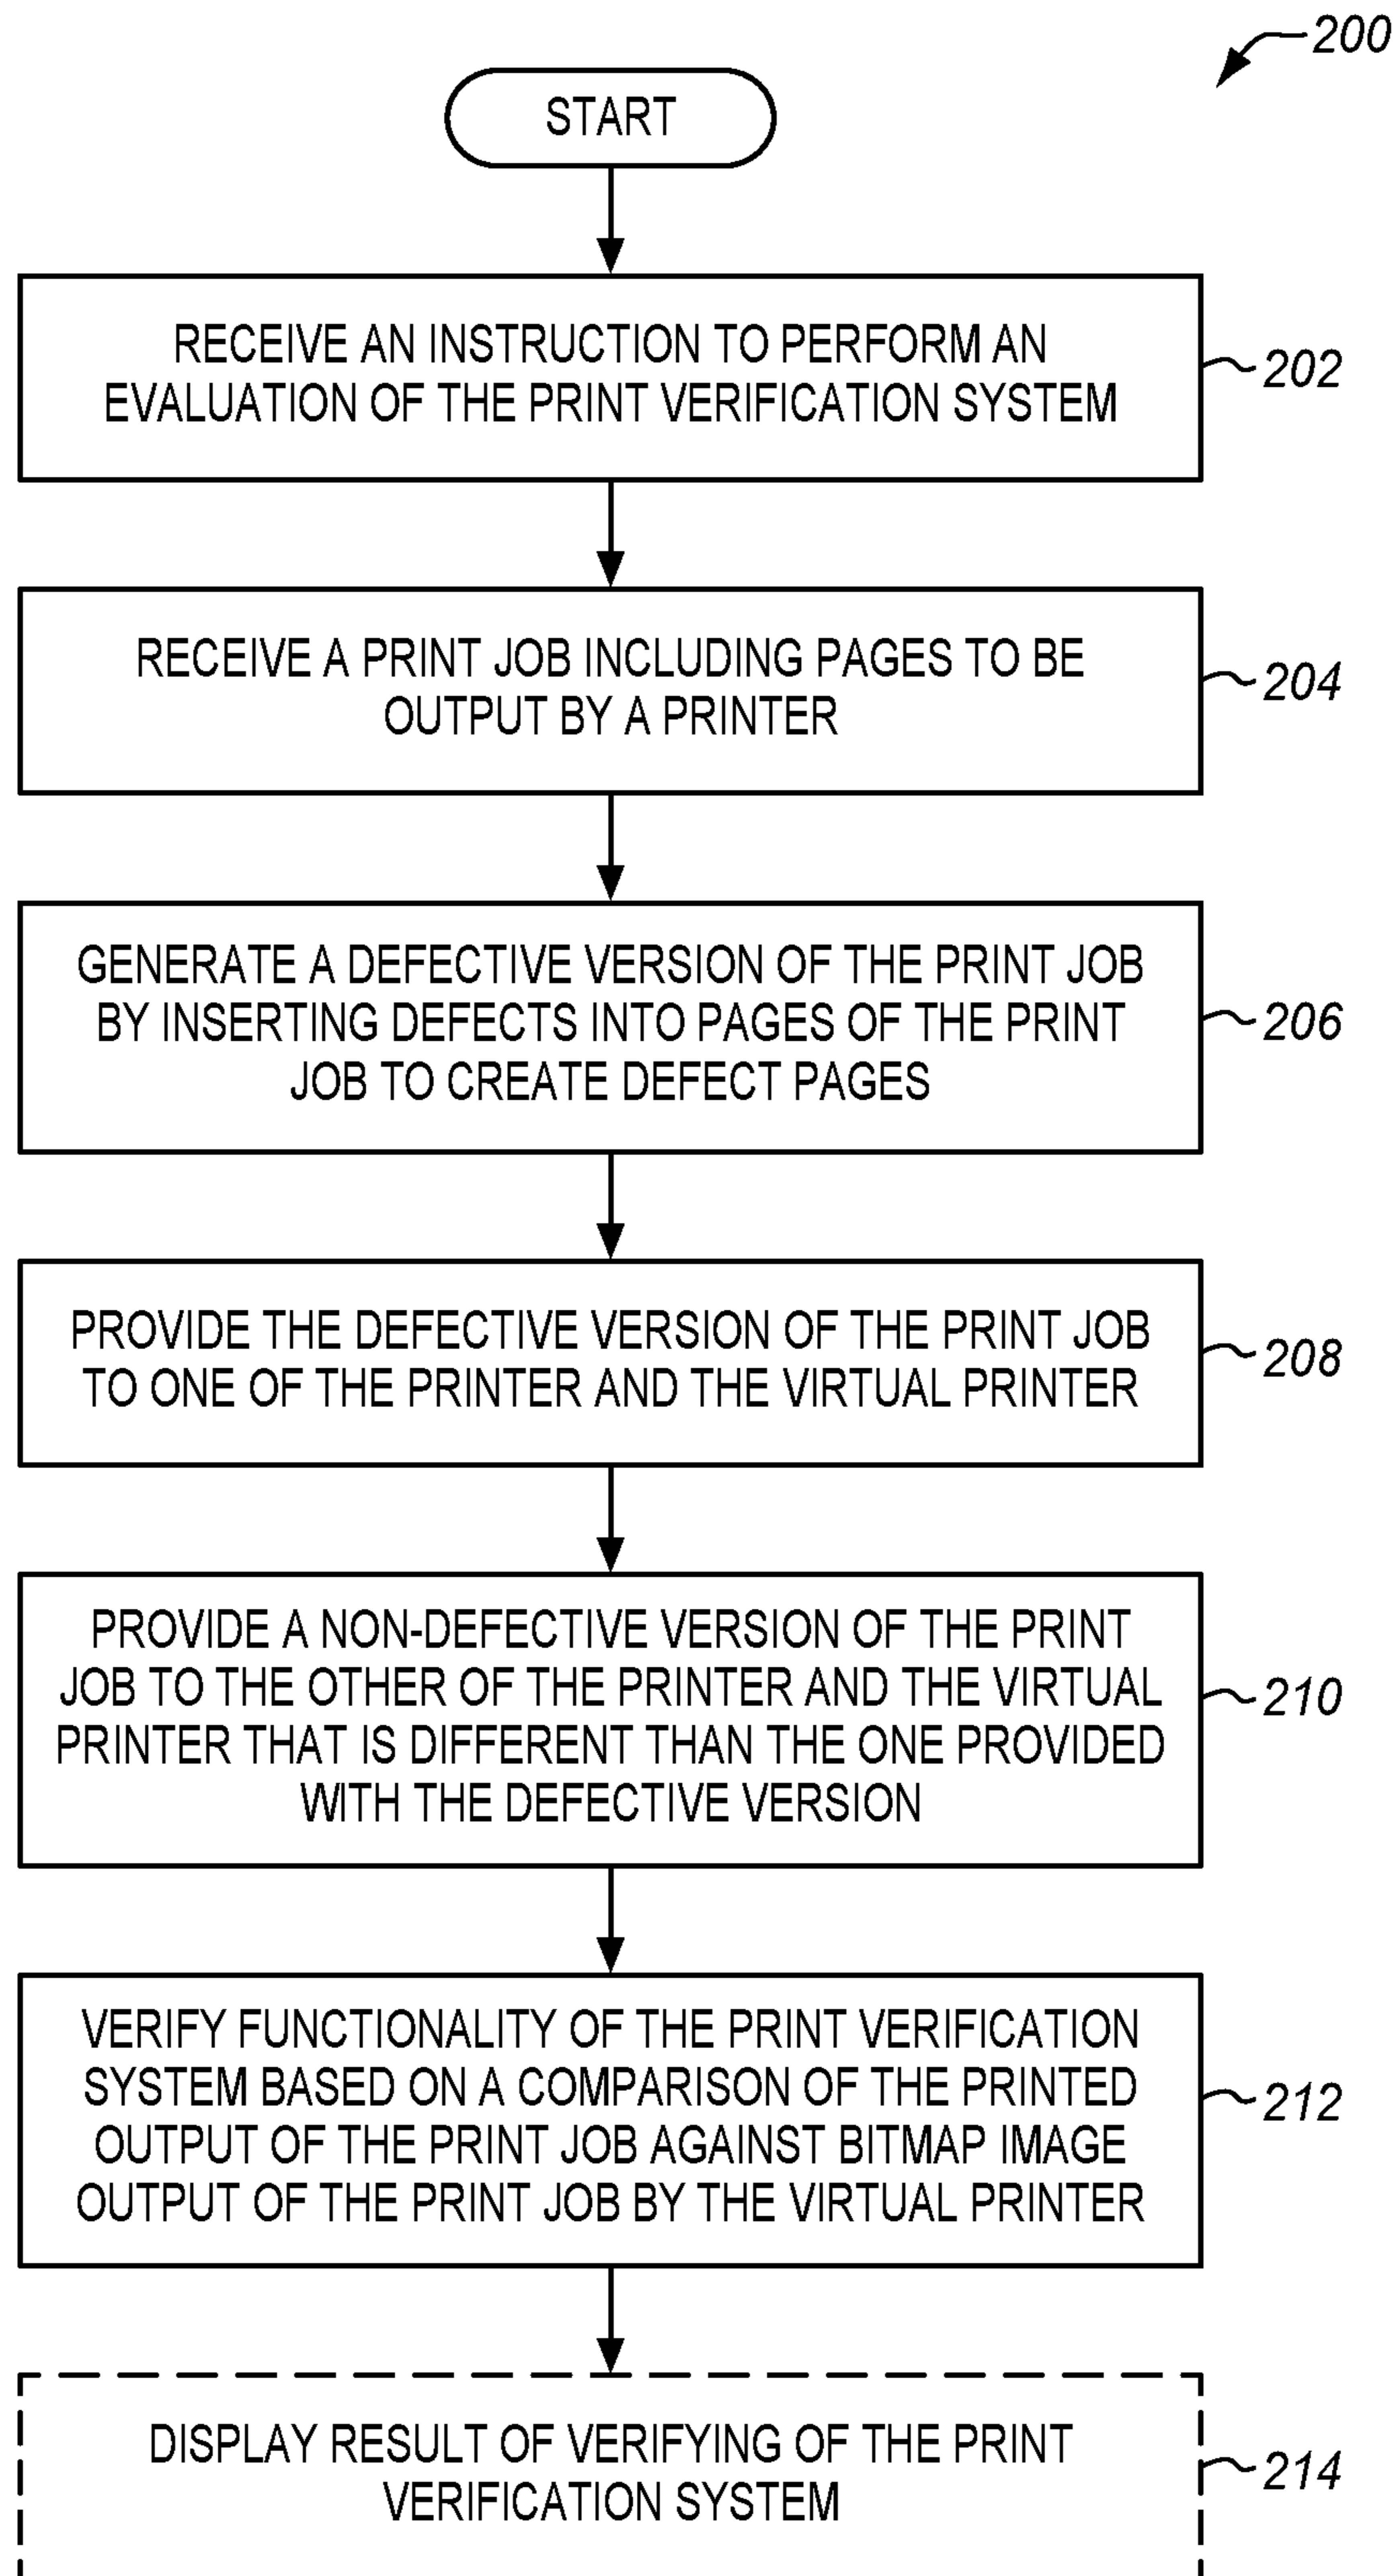 200
START
RECEIVE AN INSTRUCTION TO PERFORM AN
EVALUATION OF THE PRINT VERIFICATION SYSTEM
202
RECEIVE A PRINT JOB INCLUDING PAGES TO BE
OUTPUT BY A PRINTER
204
GENERATE A DEFECTIVE VERSION OF THE PRINT JOB
BY INSERTING DEFECTS INTO PAGES OF THE PRINT
JOB TO CREATE DEFECT PAGES
206
PROVIDE THE DEFECTIVE VERSION OF THE PRINT JOB
TO ONE OF THE PRINTER AND THE VIRTUAL PRINTER
208
PROVIDE A NON-DEFECTIVE VERSION OF THE PRINT
JOB TO THE OTHER OF THE PRINTER AND THE VIRTUAL
PRINTER THAT IS DIFFERENT THAN THE ONE PROVIDED
WITH THE DEFECTIVE VERSION
210
VERIFY FUNCTIONALITY OF THE PRINT VERIFICATION
SYSTEM BASED ON A COMPARISON OF THE PRINTED
OUTPUT OF THE PRINT JOB AGAINST BITMAP IMAGE
OUTPUT OF THE PRINT JOB BY THE VIRTUAL PRINTER
212
DISPLAY RESULT OF VERIFYING OF THE PRINT
VERIFICATION SYSTEM
214